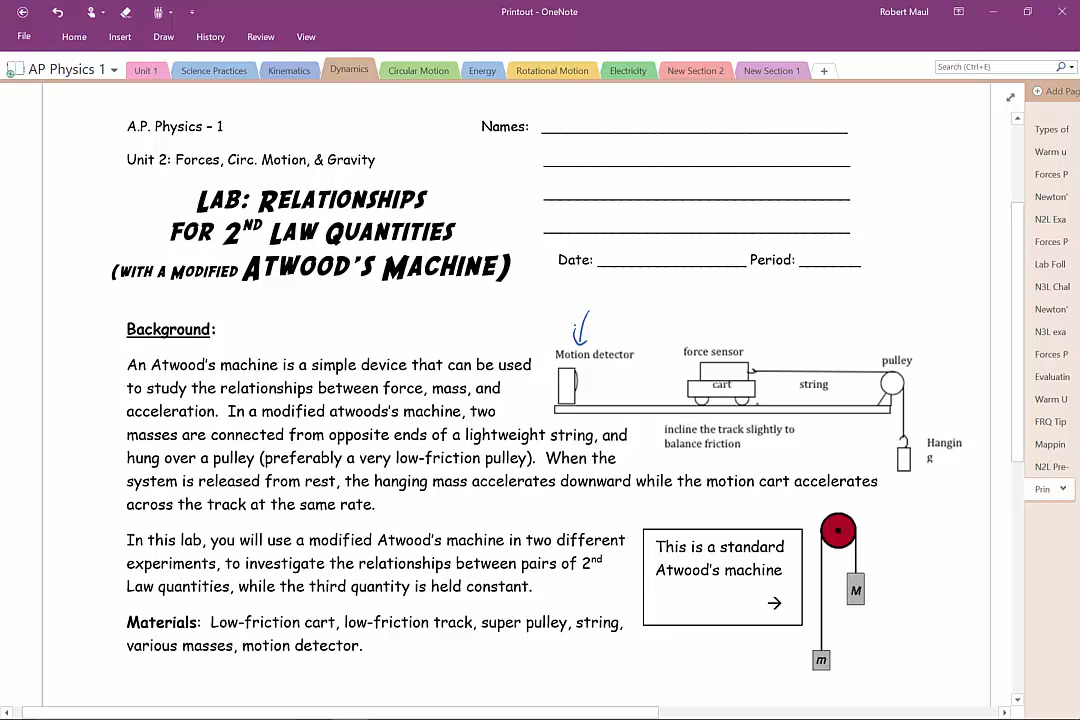 Printout - OneNote
Robert Maul
File Home Insert Draw History Review View
AP Physics 1 Unit 1 Science Practices Kinematics Dynamics Circular Motion Energy Rotational Motion Electricity New Section 2 New Section 1 + Search (Ctrl+E)
Add Pag
Types of
Warm u
Forces P
Newton'
N2L Exa
Forces P
Lab Foll
N3L Chal
Newton'
N3L exa
Forces P
Evaluatin
Warm U
FRQ Tip
Mappin
N2L Pre-
Prin
A.P. Physics – 1
Names:
Unit 2: Forces, Circ. Motion, & Gravity
Lab: Relationships
for 2nd Law Quantities
(with a Modified Atwood's Machine)
Date: Period:
Background:
Motion detector
force sensor
cart
string
pulley
incline the track slightly to
balance friction
Hangin
g
An Atwood's machine is a simple device that can be used
to study the relationships between force, mass, and
acceleration. In a modified atwoods's machine, two
masses are connected from opposite ends of a lightweight string, and
hung over a pulley (preferably a very low-friction pulley). When the
system is released from rest, the hanging mass accelerates downward while the motion cart accelerates
across the track at the same rate.
In this lab, you will use a modified Atwood's machine in two different
experiments, to investigate the relationships between pairs of 2nd
Law quantities, while the third quantity is held constant.
This is a standard
Atwood's machine
→
M
m
Materials: Low-friction cart, low-friction track, super pulley, string,
various masses, motion detector.